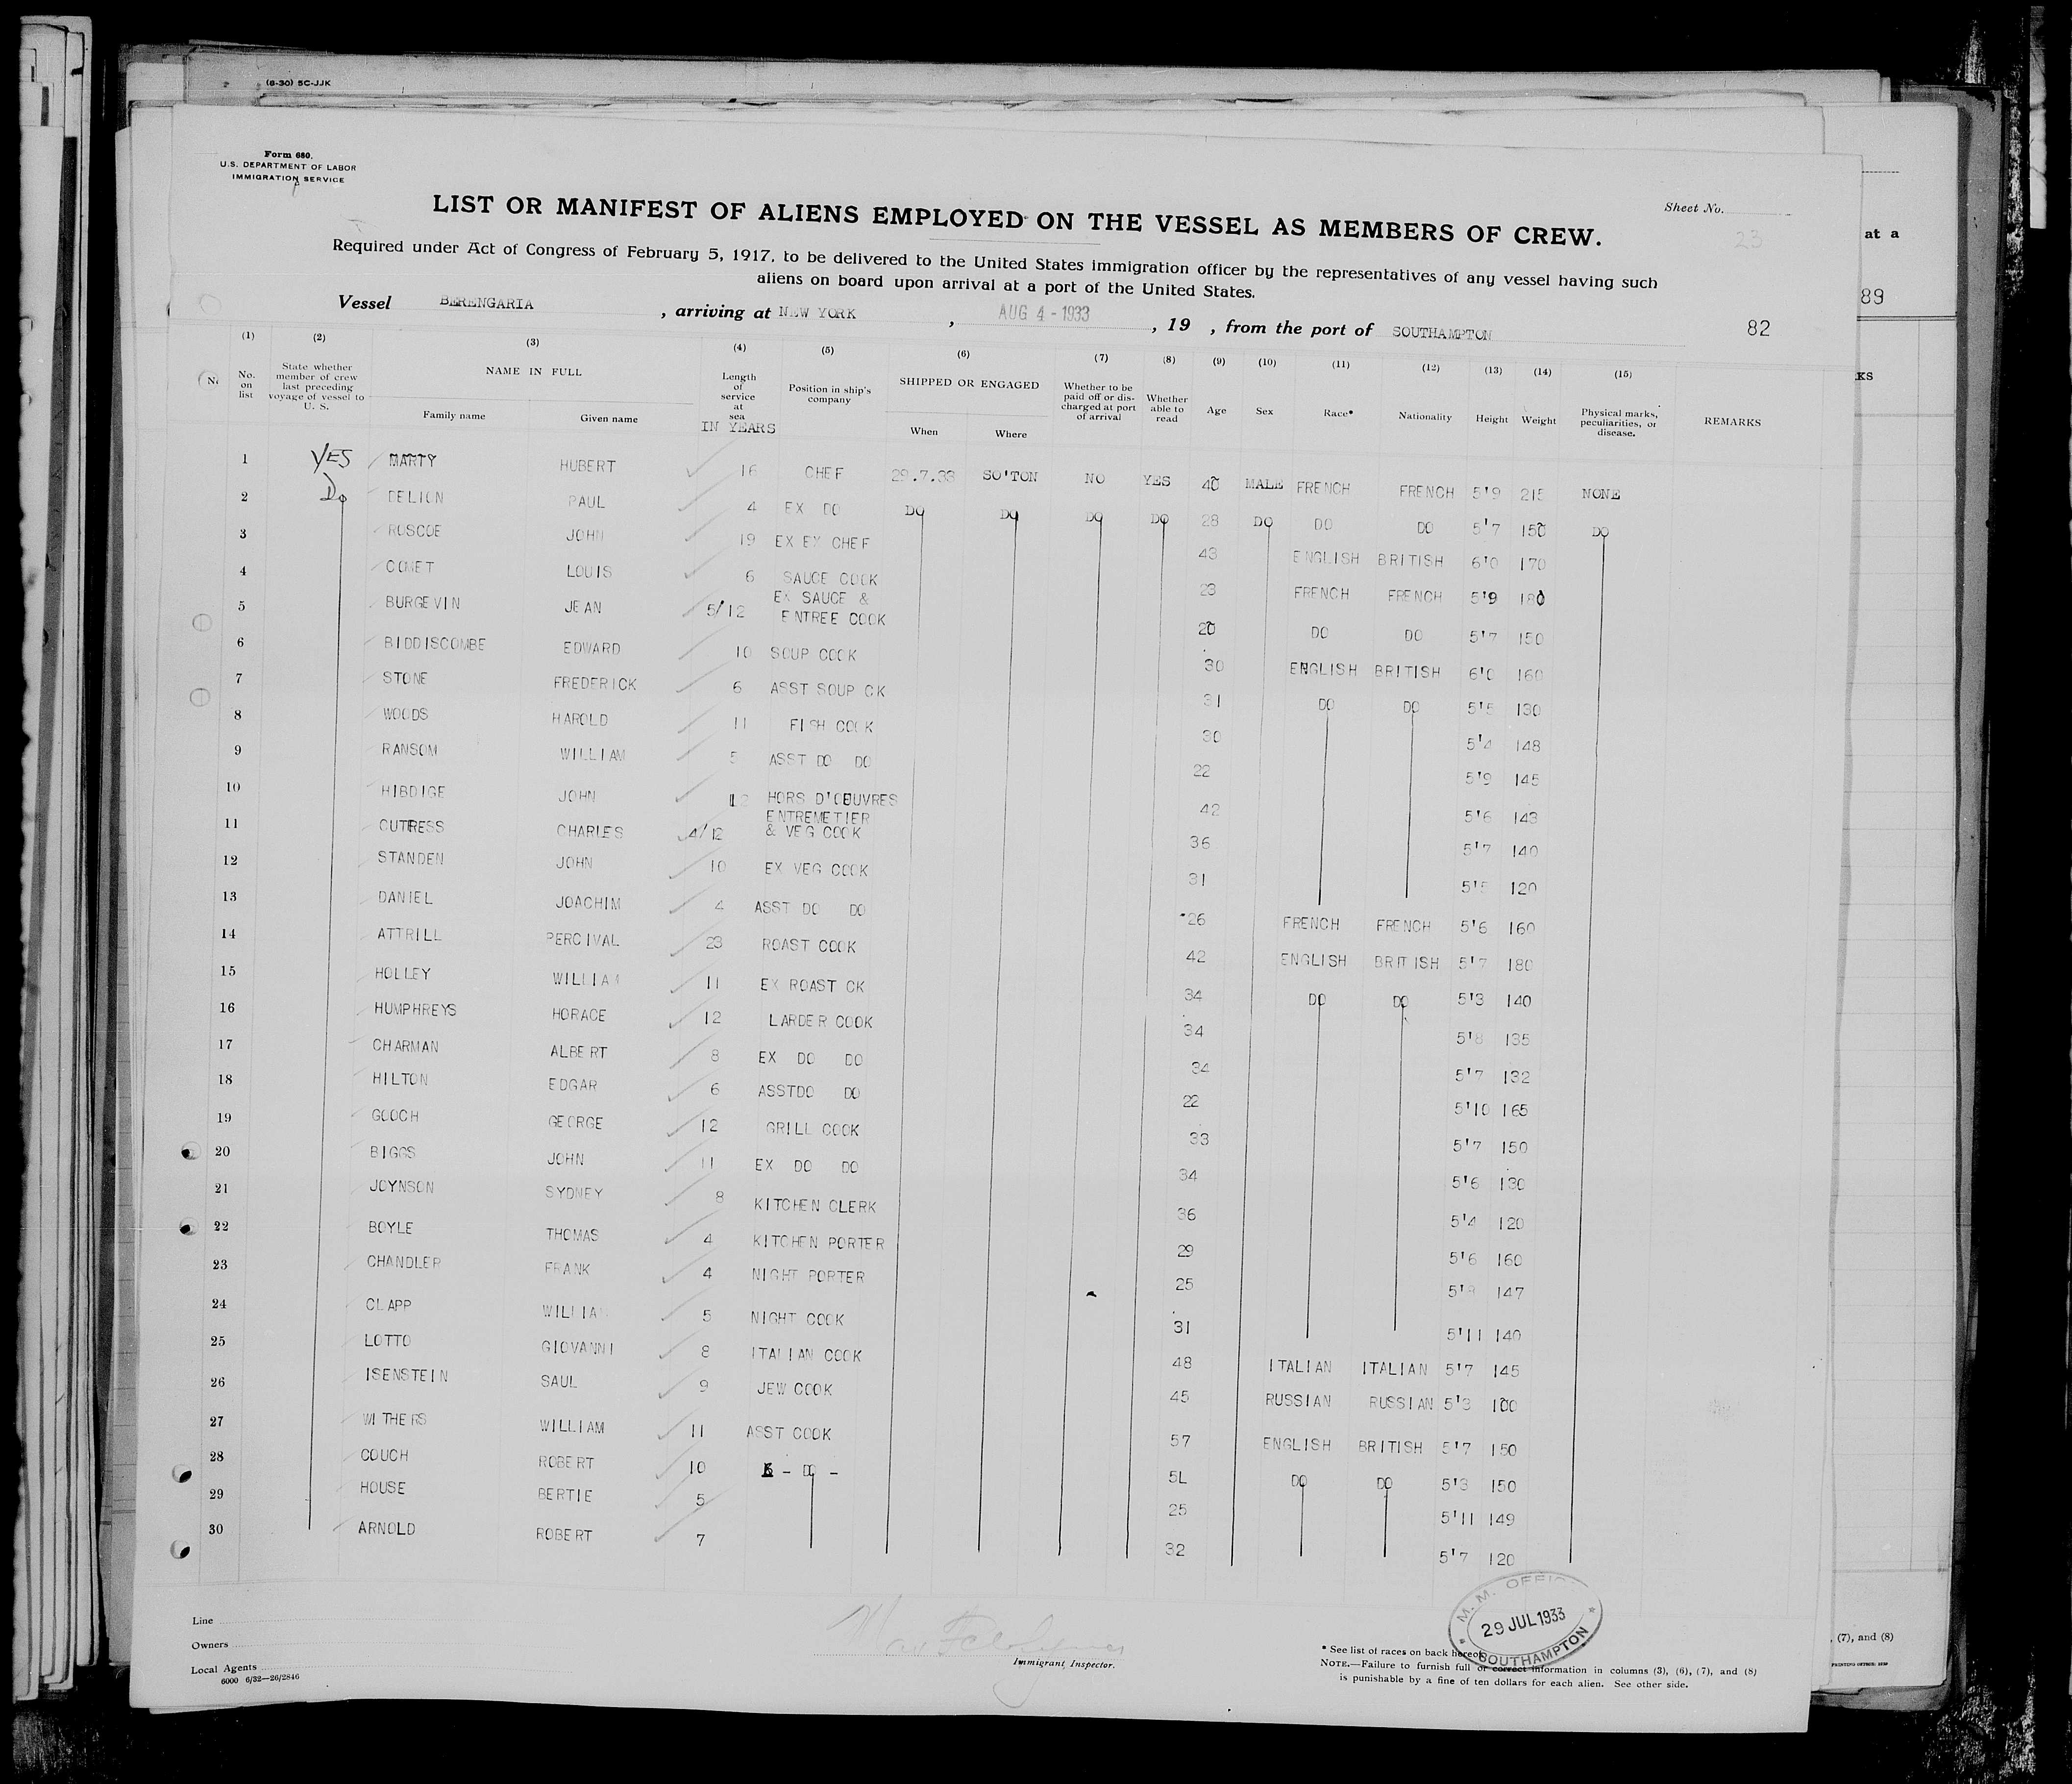 (6-30) 5C-JJK
Form 680.
U.S. DEPARTMENT OF LABOR
IMMIGRATION SERVICE
Sheet No.
23
at a
LIST OR MANIFEST OF ALIENS EMPLOYED ON THE VESSEL AS MEMBERS OF CREW.
Required under Act of Congress of February 5, 1917, to be delivered to the United States immigration officer by the representatives of any vessel having such
aliens on board upon arrival at a port of the United States.
89
Vessel BERENGARIA , arriving at NEW YORK , AUG 4 - 1933 , 19 , from the port of SOUTHAMPTON 82
(1) (2) (3) (4) (5) (6) (7) (8) (9) (10) (11) (12) (13) (14) (15)
No. on list State whether member of crew last preceding voyage of vessel to U. S. NAME IN FULL Family name Given name Length of service at sea IN YEARS Position in ship's company SHIPPED OR ENGAGED When Where Whether to be paid off or discharged at port of arrival Whether able to read Age Sex Race* Nationality Height Weight Physical marks, peculiarities, or disease. REMARKS
KS
1 YES MARTY HUBERT 16 CHEF 29.7.33 SO'TON NO YES 40 MALE FRENCH FRENCH 5'9 215 NONE
2 Do DELION PAUL 4 EX DO DO DO DO DO 28 DO DO DO 5'7 150 DO
3 ROSCOE JOHN 19 EX EX CHEF 43 ENGLISH BRITISH 6'0 170
4 COMET LOUIS 6 SAUCE COOK 23 FRENCH FRENCH 5'9 180
5 BURGEVIN JEAN 5/12 EX SAUCE & ENTREE COOK 20 DO DO 5'7 150
6 BIDDISCOMBE EDWARD 10 SOUP COOK 30 ENGLISH BRITISH 6'0 160
7 STONE FREDERICK 6 ASST SOUP CK 31 DO DO 5'5 130
8 WOODS HAROLD 11 FISH COOK 30 5'4 148
9 RANSOM WILLIAM 5 ASST DO DO 22 5'9 145
10 HIBDIGE JOHN 12 HORS D'OEUVRES 42 5'6 143
11 CUTRESS CHARLES 4/12 ENTREMETIER & VEG COOK 36 5'7 140
12 STANDEN JOHN 10 EX VEG COOK 31 5'5 120
13 DANIEL JOACHIM 4 ASST DO DO 26 FRENCH FRENCH 5'6 160
14 ATTRILL PERCIVAL 23 ROAST COOK 42 ENGLISH BRITISH 5'7 180
15 HOLLEY WILLIAM 11 EX ROAST CK 34 DO DO 5'3 140
16 HUMPHREYS HORACE 12 LARDER COOK 34 5'8 135
17 CHARMAN ALBERT 8 EX DO DO 34 5'7 132
18 HILTON EDGAR 6 ASSTDO DO 22 5'10 165
19 GOOCH GEORGE 12 GRILL COOK 33 5'7 150
20 BIGGS JOHN 11 EX DO DO 34 5'6 130
21 JOYNSON SYDNEY 8 KITCHEN CLERK 36 5'4 120
22 BOYLE THOMAS 4 KITCHEN PORTER 29 5'6 160
23 CHANDLER FRANK 4 NIGHT PORTER 25 147
24 CLAPP WILLIAM 5 NIGHT COOK 31 5'11 140
25 LOTTO GIOVANNI 8 ITALIAN COOK 48 ITALIAN ITALIAN 5'7 145
26 ISENSTEIN SAUL 9 JEW COOK 45 RUSSIAN RUSSIAN 5'3 100
27 WITHERS WILLIAM 11 ASST COOK 57 ENGLISH BRITISH 5'7 150
28 COUCH ROBERT 10 - DO - 5L DO DO 5'3 150
29 HOUSE BERTIE 5 25 5'11 149
30 ARNOLD ROBERT 7 32 5'7 120
M. M. OFFICE
29 JUL 1933
SOUTHAMPTON
Line
Owners
Local Agents
6000 6/32—26/2846
Immigrant Inspector.
* See list of races on back hereof.
NOTE.—Failure to furnish full or correct information in columns (3), (6), (7), and (8)
is punishable by a fine of ten dollars for each alien. See other side.
, (7), and (8)